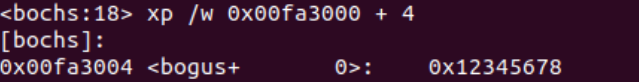 <bochs:18> xp /w 0x00fa3000 + 4
[bochs]:
0x00fa3004 <bogus+       0>:    0x12345678